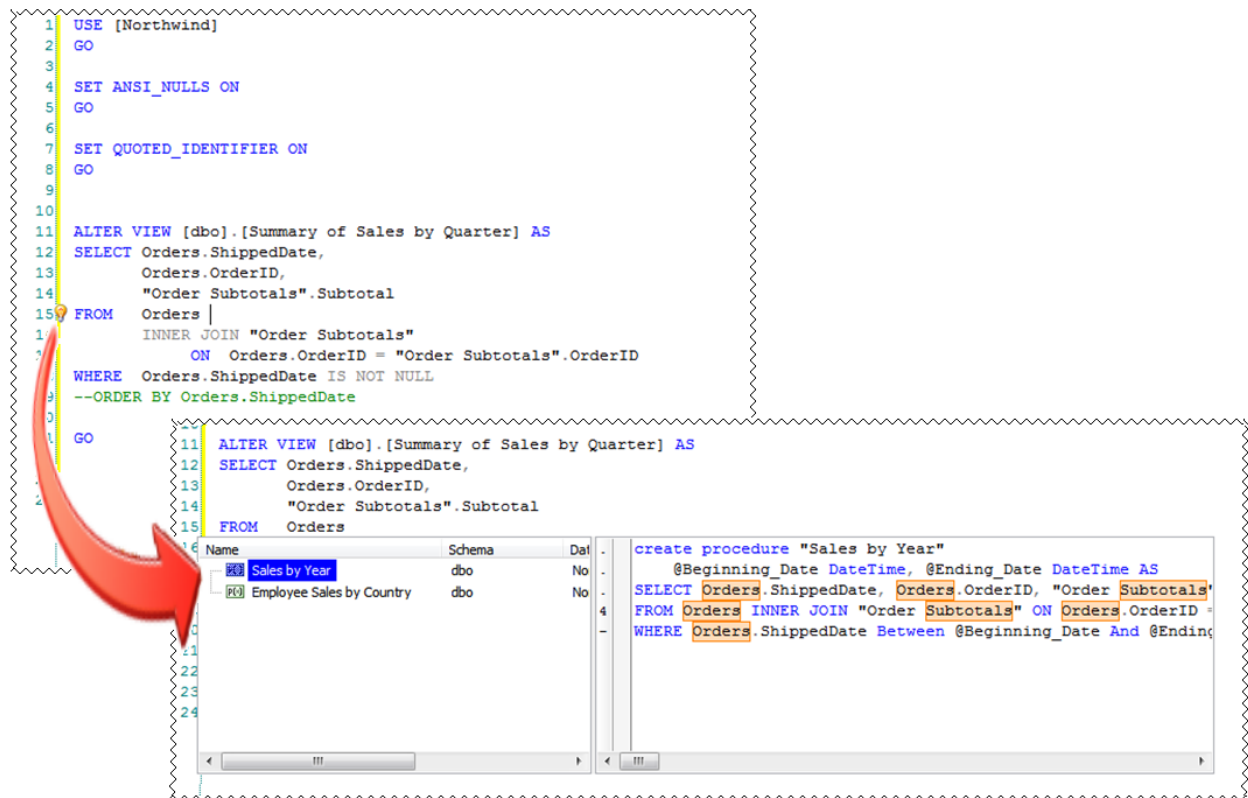 1 USE [Northwind]
2 GO
3
4 SET ANSI_NULLS ON
5 GO
6
7 SET QUOTED_IDENTIFIER ON
8 GO
9
10
11 ALTER VIEW [dbo].[Summary of Sales by Quarter] AS
12 SELECT Orders.ShippedDate,
13 Orders.OrderID,
14 "Order Subtotals".Subtotal
15 FROM Orders
INNER JOIN "Order Subtotals"
ON Orders.OrderID = "Order Subtotals".OrderID
WHERE Orders.ShippedDate IS NOT NULL
--ORDER BY Orders.ShippedDate
GO
11 ALTER VIEW [dbo].[Summary of Sales by Quarter] AS
12 SELECT Orders.ShippedDate,
13 Orders.OrderID,
14 "Order Subtotals".Subtotal
15 FROM Orders
Name Schema Dat
Sales by Year dbo No
Employee Sales by Country dbo No
create procedure "Sales by Year"
@Beginning_Date DateTime, @Ending_Date DateTime AS
SELECT Orders.ShippedDate, Orders.OrderID, "Order Subtotals"
4 FROM Orders INNER JOIN "Order Subtotals" ON Orders.OrderID =
WHERE Orders.ShippedDate Between @Beginning_Date And @Ending
21
22
23
24